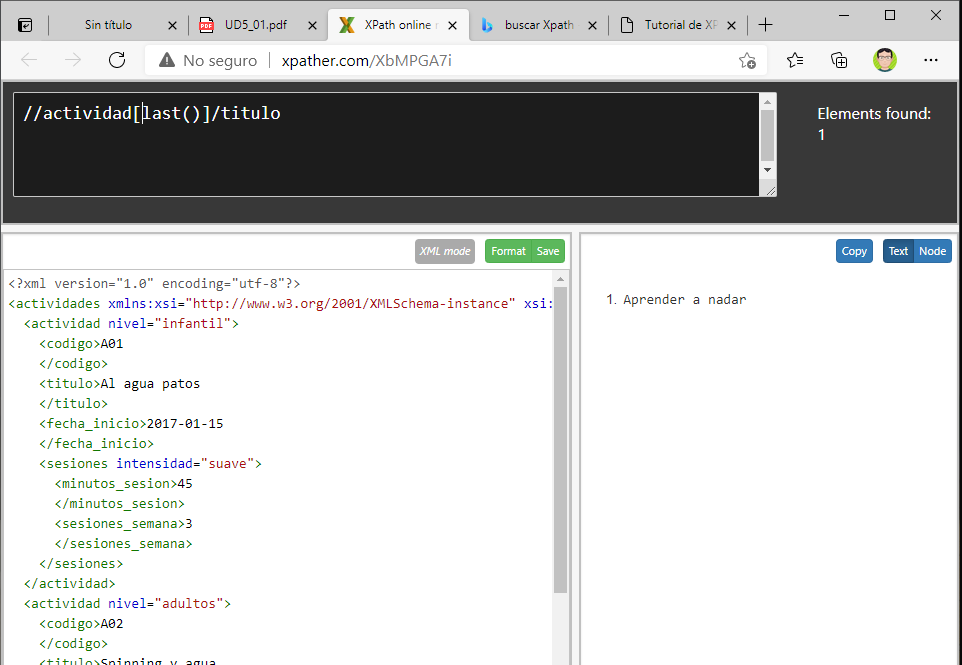 Sin título
UD5_01.pdf
XPath online
buscar Xpath
Tutorial de XP
No seguro
xpather.com/XbMPGA7i
//actividad[last()]/titulo
Elements found:
1
XML mode
Format
Save
Copy
Text
Node
<?xml version="1.0" encoding="utf-8"?>
<actividades xmlns:xsi="http://www.w3.org/2001/XMLSchema-instance" xsi:
<actividad nivel="infantil">
<codigo>A01
</codigo>
<titulo>Al agua patos
</titulo>
<fecha_inicio>2017-01-15
</fecha_inicio>
<sesiones intensidad="suave">
<minutos_sesion>45
</minutos_sesion>
<sesiones_semana>3
</sesiones_semana>
</sesiones>
</actividad>
<actividad nivel="adultos">
<codigo>A02
</codigo>
<titulo>Spinning y agua
1. Aprender a nadar